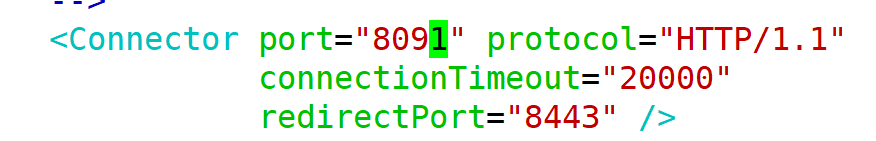 -->
<Connector port="8091" protocol="HTTP/1.1"
connectionTimeout="20000"
redirectPort="8443" />